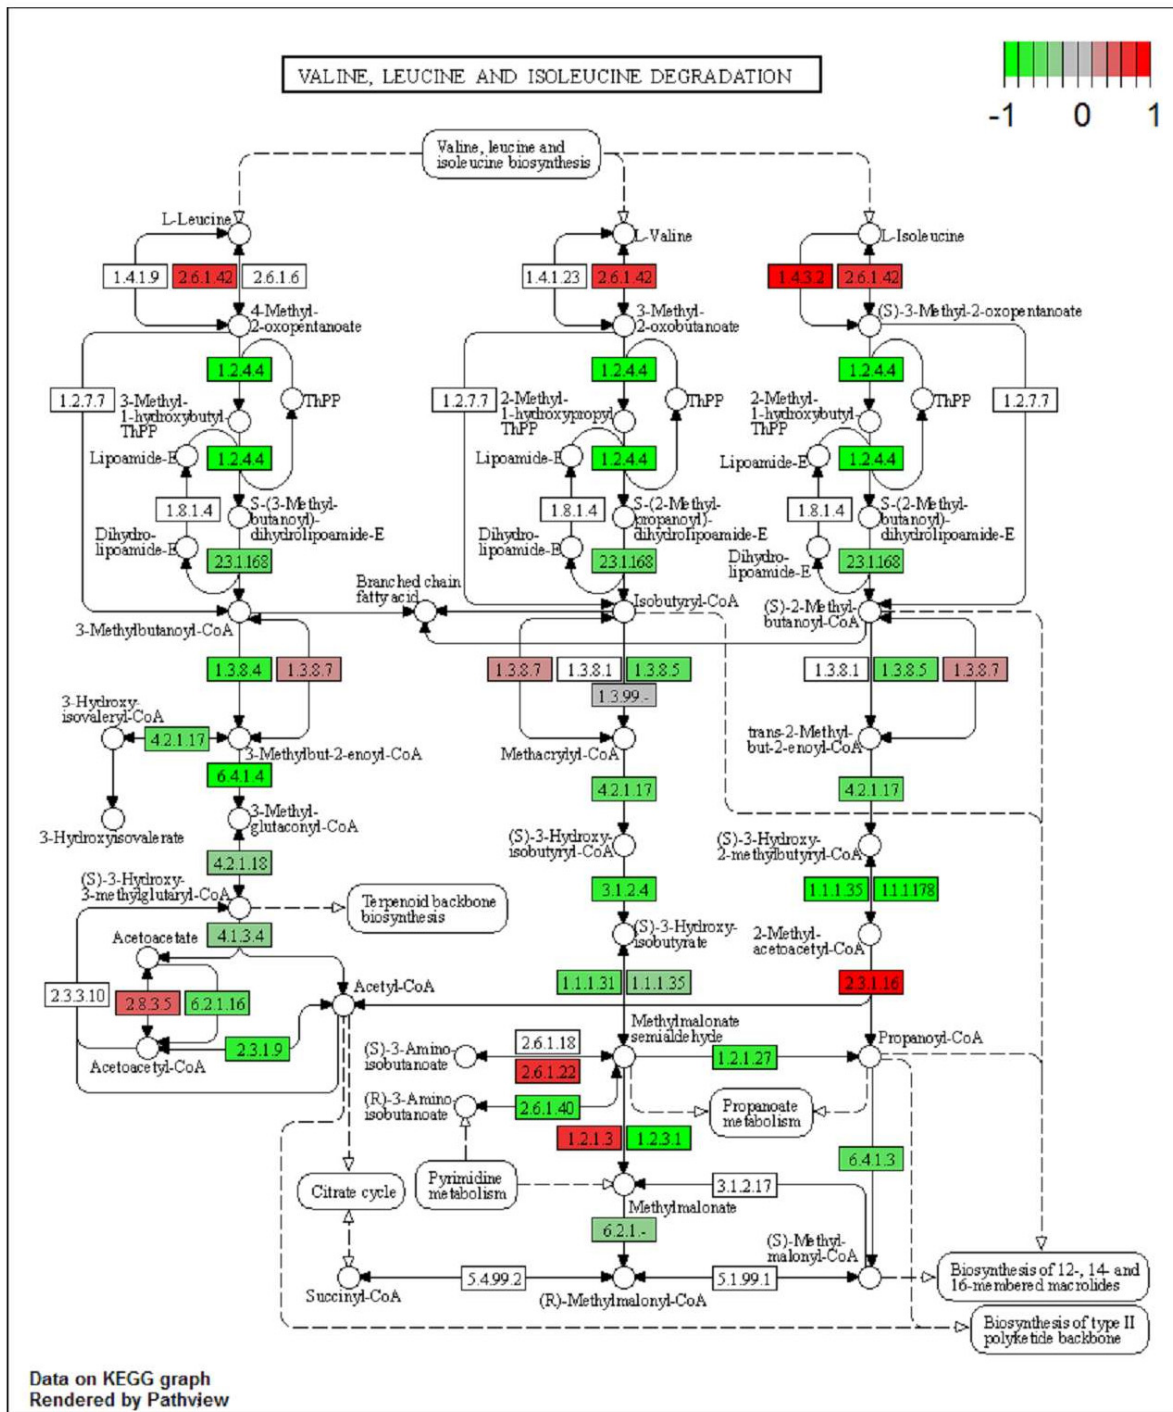 VALINE, LEUCINE AND ISOLEUCINE DEGRADATION
-1 0 1
Valine, leucine and
isoleucine biosynthesis
L-Leucine
L-Valine
L-Isoleucine
1.4.1.9
2.6.1.42
2.6.1.6
1.4.1.23
2.6.1.42
1.4.3.2
2.6.1.42
4-Methyl-
2-oxopentanoate
3-Methyl-
2-oxobutanoate
(S)-3-Methyl-2-oxopentanoate
1.2.4.4
1.2.4.4
1.2.4.4
1.2.7.7
3-Methyl-
1-hydroxybutyl-
ThPP
ThPP
1.2.7.7
2-Methyl-
1-hydroxypropyl-
ThPP
ThPP
2-Methyl-
1-hydroxybutyl-
ThPP
ThPP
1.2.7.7
Lipoamide-E
1.2.4.4
Lipoamide-E
1.2.4.4
Lipoamide-E
1.2.4.4
1.8.1.4
S-(3-Methyl-
butanoyl)-
dihydrolipoamide-E
1.8.1.4
S-(2-Methyl-
propanoyl)-
dihydrolipoamide-E
1.8.1.4
S-(2-Methyl-
butanoyl)-
dihydrolipoamide-E
Dihydro-
lipoamide-E
2.3.1.168
Dihydro-
lipoamide-E
2.3.1.168
Dihydro-
lipoamide-E
2.3.1.168
Branched chain
fatty acid
3-Methylbutanoyl-CoA
Isobutyryl-CoA
(S)-2-Methyl-
butanoyl-CoA
1.3.8.4
1.3.8.7
1.3.8.7
1.3.8.1
1.3.8.5
1.3.99.-
1.3.8.1
1.3.8.5
1.3.8.7
3-Hydroxy-
isovaleryl-CoA
4.2.1.17
3-Methylbut-2-enoyl-CoA
Methacrylyl-CoA
trans-2-Methyl-
but-2-enoyl-CoA
6.4.1.4
4.2.1.17
4.2.1.17
3-Hydroxyisovalerate
3-Methyl-
glutaconyl-CoA
(S)-3-Hydroxy-
isobutyryl-CoA
(S)-3-Hydroxy-
2-methylbutyryl-CoA
4.2.1.18
3.1.2.4
1.1.1.35
1.1.1.178
(S)-3-Hydroxy-
3-methylglutaryl-CoA
Terpenoid backbone
biosynthesis
(S)-3-Hydroxy-
isobutyrate
2-Methyl-
acetoacetyl-CoA
4.1.3.4
Acetoacetate
2.3.3.10
2.8.3.5
6.2.1.16
Acetyl-CoA
1.1.1.31
1.1.1.35
2.3.1.16
2.3.1.9
Acetoacetyl-CoA
Methylmalonate
semialdehyde
Propanoyl-CoA
(S)-3-Amino
isobutanoate
2.6.1.18
2.6.1.22
1.2.1.27
(R)-3-Amino
isobutanoate
2.6.1.40
Propanoate
metabolism
1.2.1.3
1.2.3.1
6.4.1.3
Citrate cycle
Pyrimidine
metabolism
3.1.2.17
Methylmalonate
6.2.1.-
(S)-Methyl-
malonyl-CoA
Succinyl-CoA
5.4.99.2
(R)-Methylmalonyl-CoA
5.1.99.1
Biosynthesis of 12-, 14- and
16-membered macrolides
Biosynthesis of type II
polyketide backbone
Data on KEGG graph
Rendered by Pathview